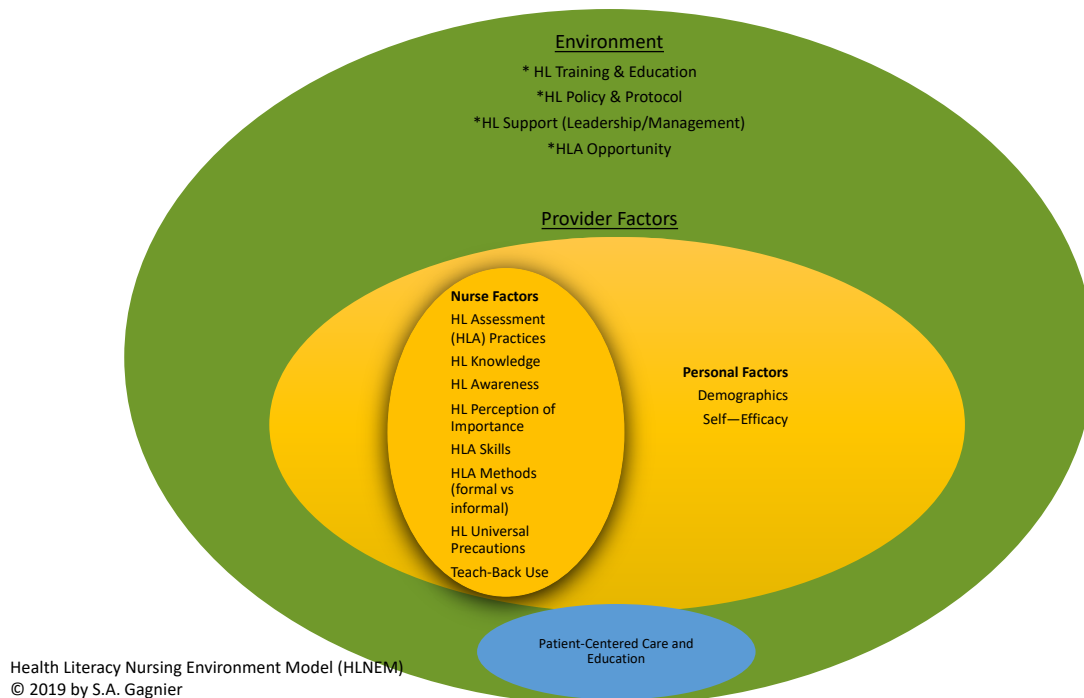 Environment
* HL Training & Education
*HL Policy & Protocol
*HL Support (Leadership/Management)
*HLA Opportunity
Provider Factors
Nurse Factors
HL Assessment
(HLA) Practices
HL Knowledge
HL Awareness
HL Perception of
Importance
HLA Skills
HLA Methods
(formal vs
informal)
HL Universal
Precautions
Teach-Back Use
Personal Factors
Demographics
Self—Efficacy
Patient-Centered Care and
Education
Health Literacy Nursing Environment Model (HLNEM)
© 2019 by S.A. Gagnier